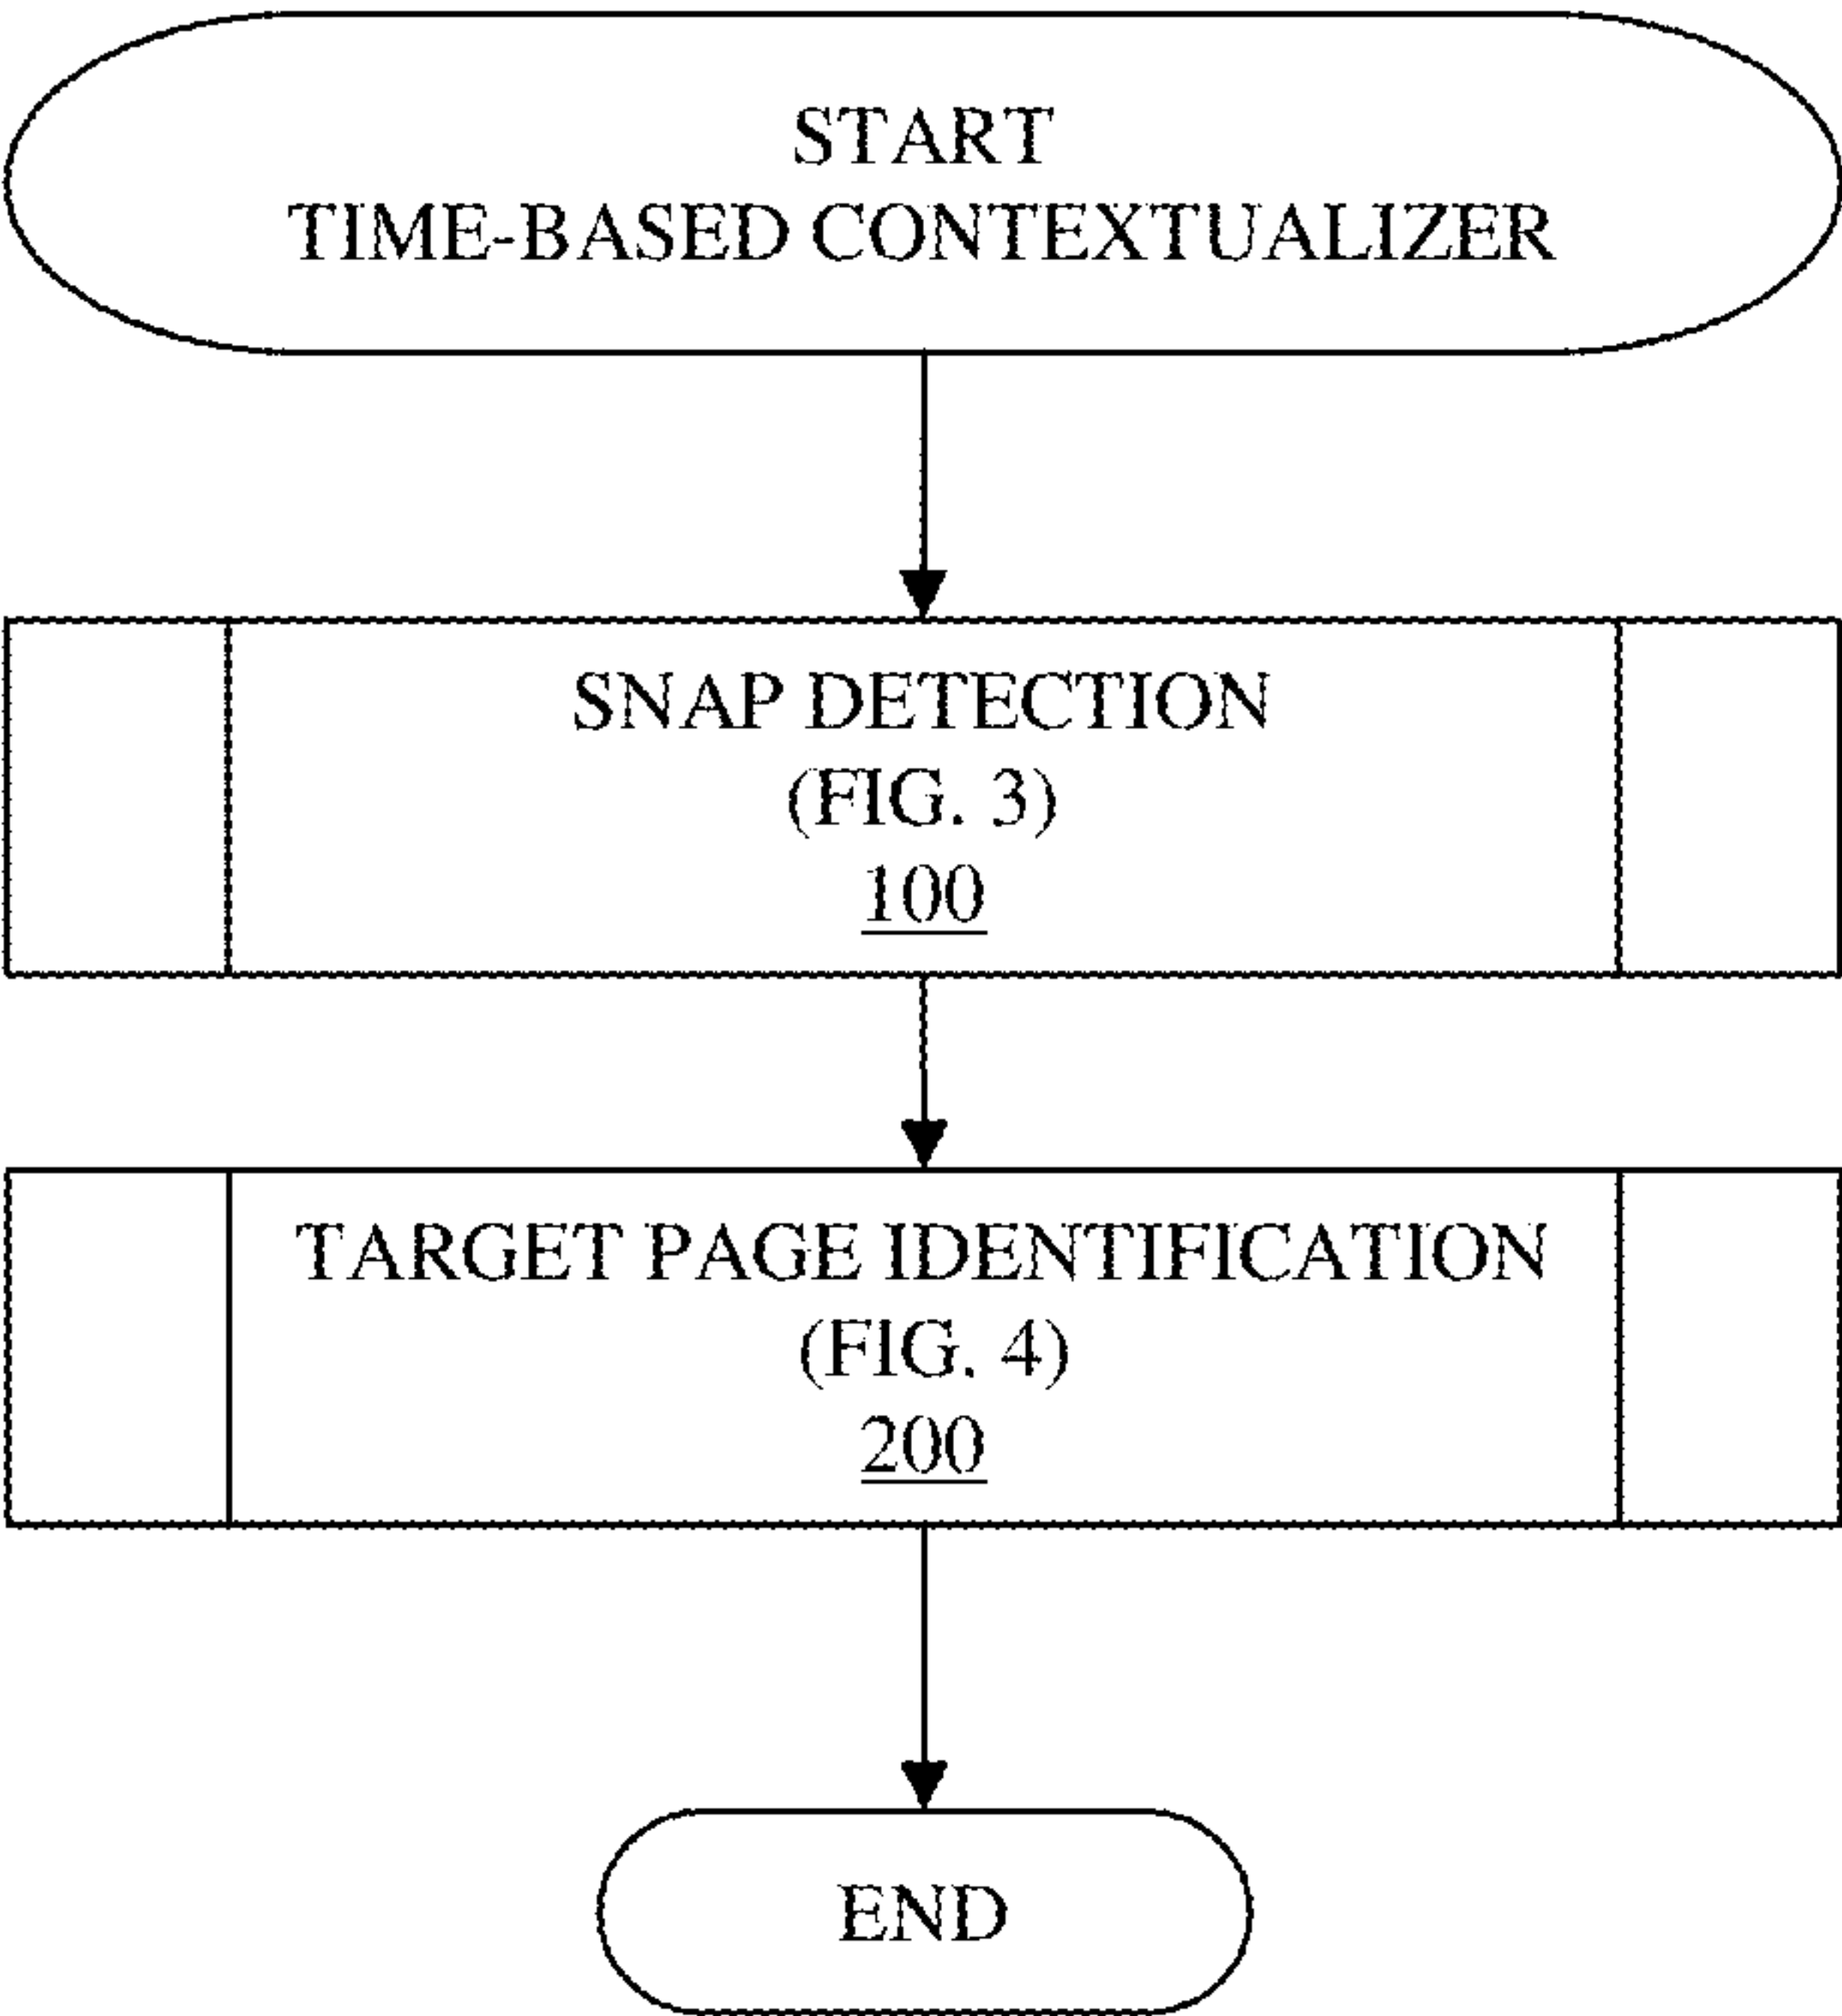 START
TIME-BASED CONTEXTUALIZER
SNAP DETECTION
(FIG. 3)
100
TARGET PAGE IDENTIFICATION
(FIG. 4)
200
END